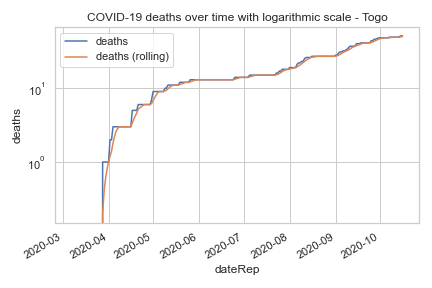 COVID-19 deaths over time with logarithmic scale - Togo
deaths
deaths (rolling)
10¹
10⁰
deaths
2020-03
2020-04
2020-05
2020-06
2020-07
2020-08
2020-09
2020-10
dateRep